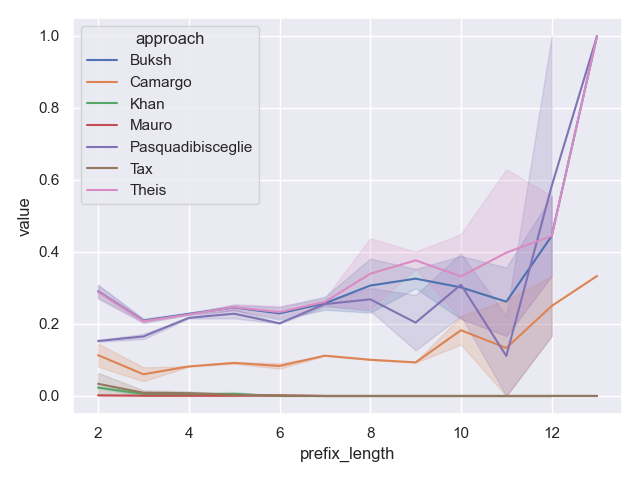 approach
Buksh
Camargo
Khan
Mauro
Pasquadibisceglie
Tax
Theis
1.0
0.8
0.6
0.4
0.2
0.0
value
2 4 6 8 10 12
prefix_length